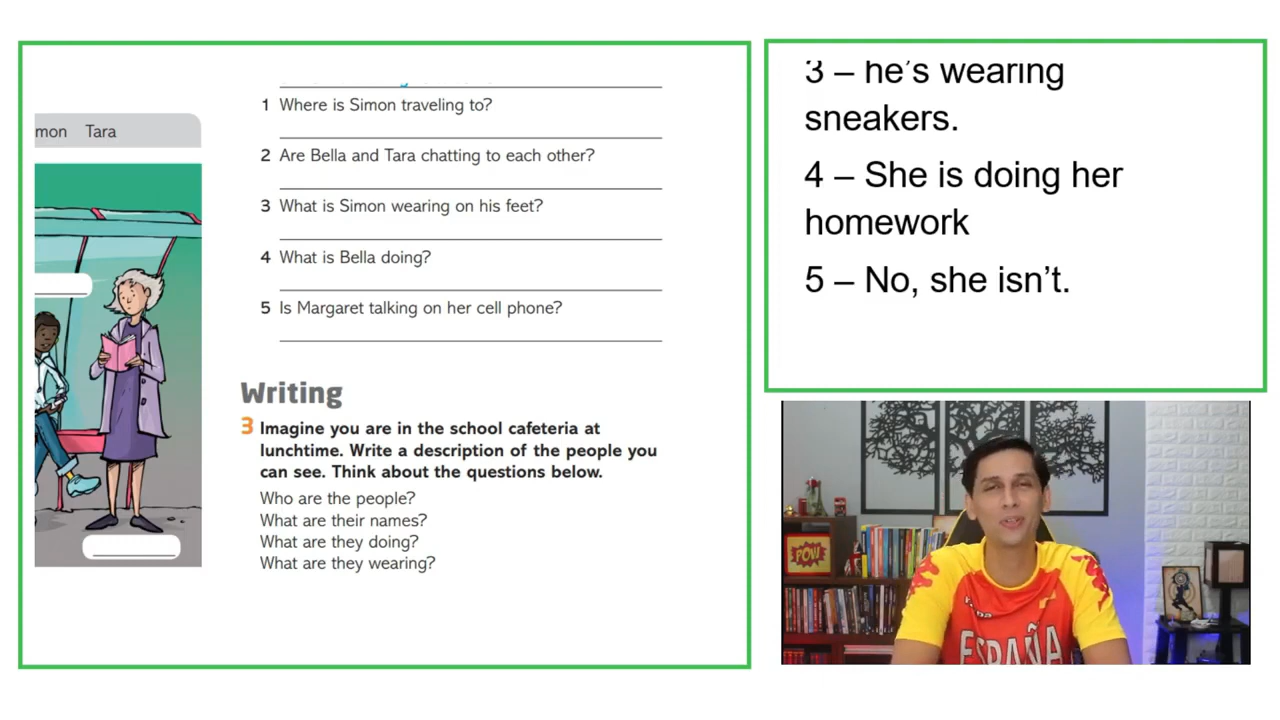 mon Tara
1 Where is Simon traveling to?
2 Are Bella and Tara chatting to each other?
3 What is Simon wearing on his feet?
4 What is Bella doing?
5 Is Margaret talking on her cell phone?
Writing
3 Imagine you are in the school cafeteria at
lunchtime. Write a description of the people you
can see. Think about the questions below.
Who are the people?
What are their names?
What are they doing?
What are they wearing?
3 – he's wearing
sneakers.
4 – She is doing her
homework
5 – No, she isn't.
POW
ESPAÑA